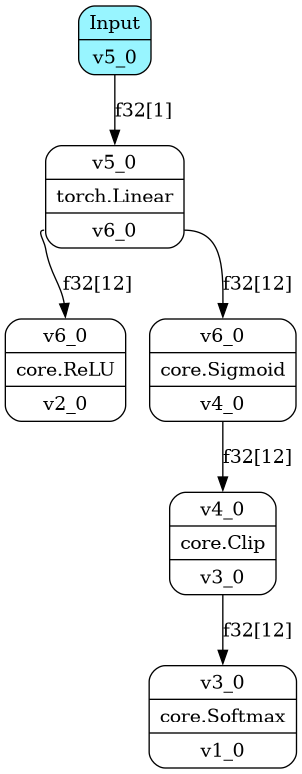 Input
v5_0
f32[1]
v5_0
torch.Linear
v6_0
f32[12]
f32[12]
v6_0
core.ReLU
v2_0
v6_0
core.Sigmoid
v4_0
f32[12]
v4_0
core.Clip
v3_0
f32[12]
v3_0
core.Softmax
v1_0